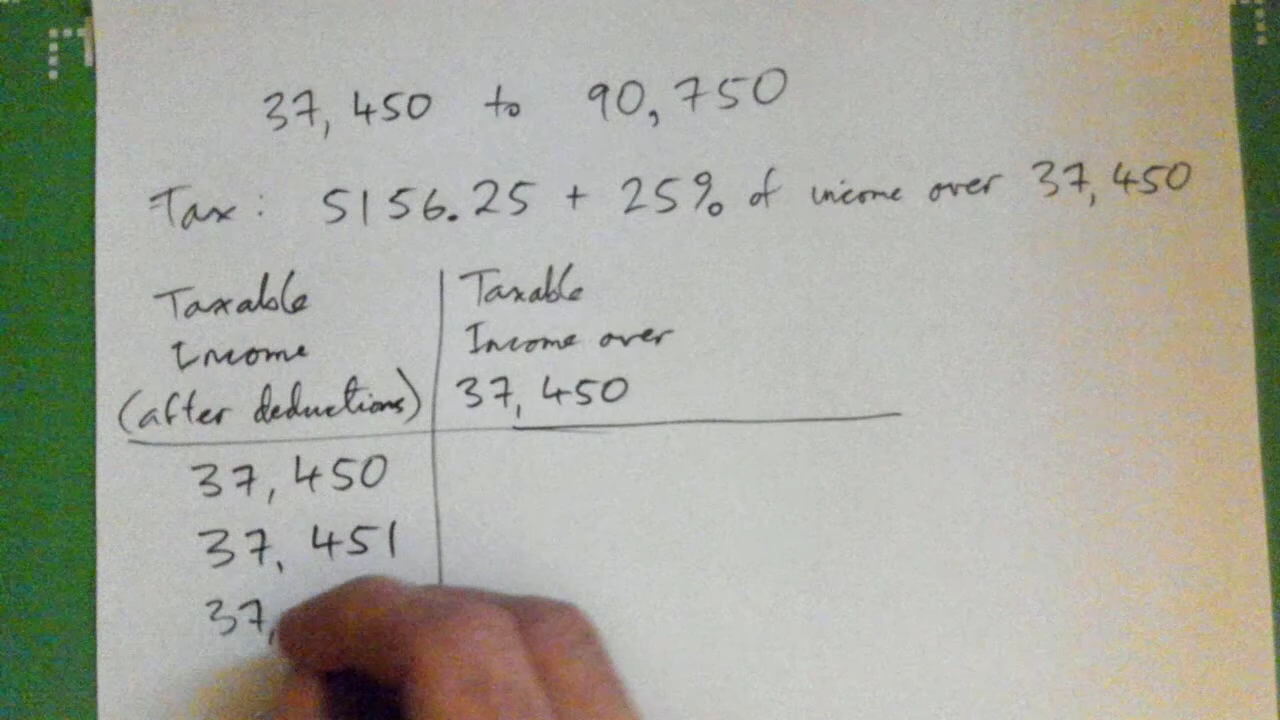 37,450 to 90,750
Tax: 5156.25 + 25% of income over 37,450
Taxable
Income
(after deductions)
Taxable
Income over
37,450
37,450
37,451
37,